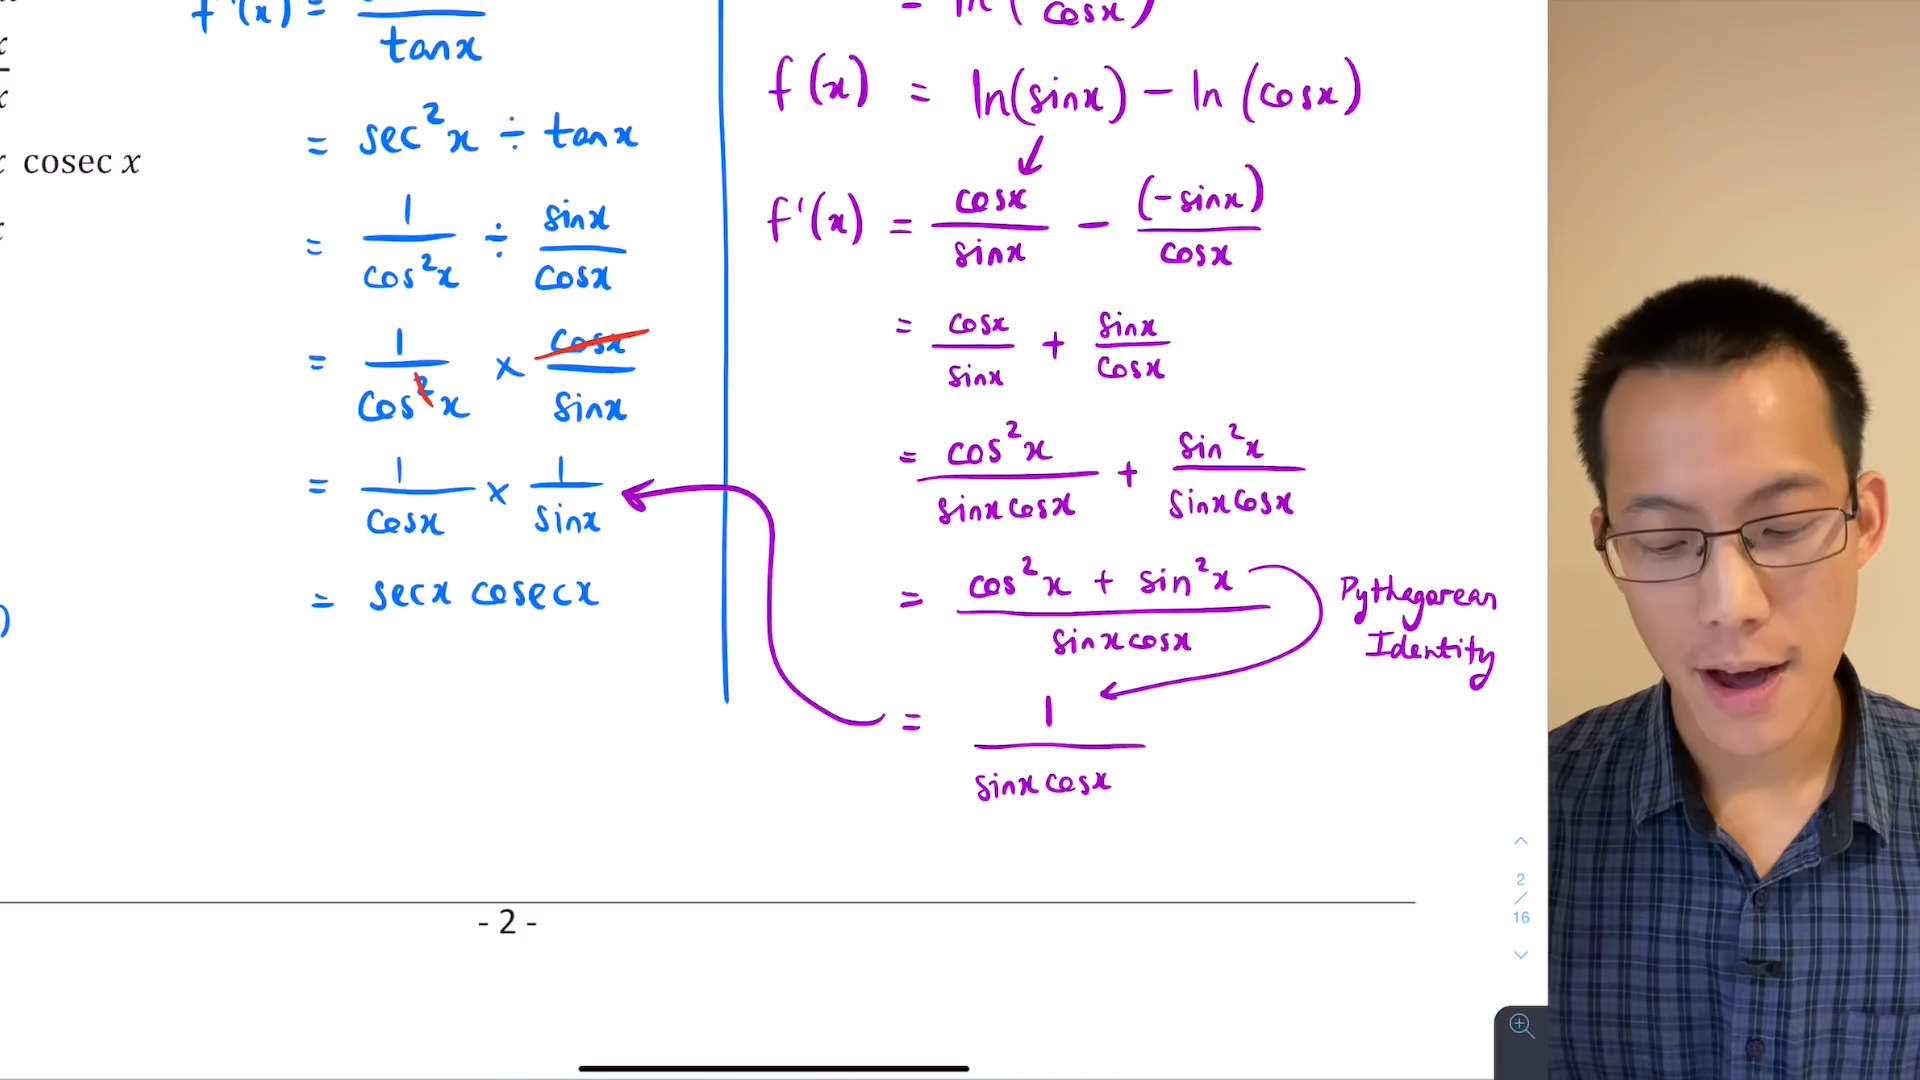 cosec x
f'(x) =
tanx
= sec²x ÷ tanx
= 1/cos²x ÷ sinx/cosx
= 1/cos²x × cosx/sinx
= 1/cosx × 1/sinx
= secx cosecx
= ln(
cosx)
f(x) = ln(sinx) - ln(cosx)
f'(x) = cosx/sinx - (-sinx)/cosx
= cosx/sinx + sinx/cosx
= cos²x/sinxcosx + sin²x/sinxcosx
= cos²x + sin²x/sinxcosx
Pythagorean
Identity
= 1/sinxcosx
- 2 -
2
/
16